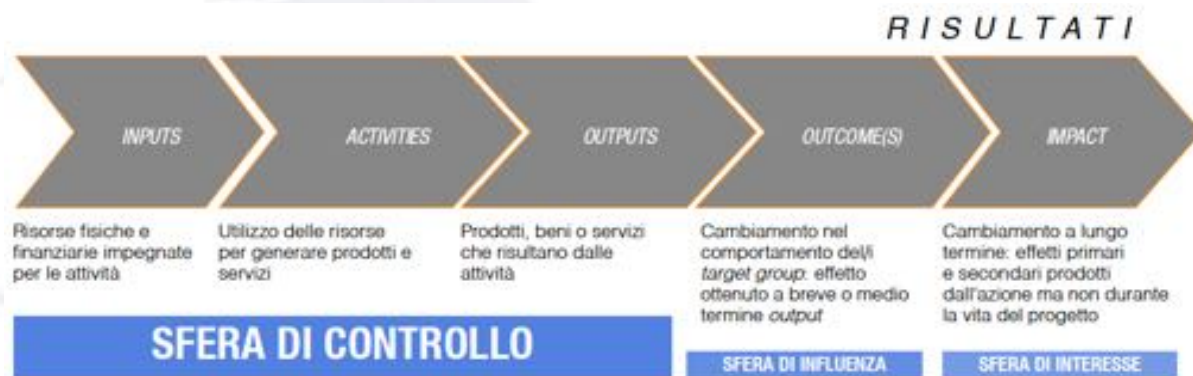 RISULTATI
INPUTS
ACTIVITIES
OUTPUTS
OUTCOME(S)
IMPACT
Risorse fisiche e
finanziarie impegnate
per le attività
Utilizzo delle risorse
per generare prodotti e
servizi
Prodotti, beni o servizi
che risultano dalle
attività
Cambiamento nel
comportamento del/i
target group: effetto
ottenuto a breve o medio
termine output
Cambiamento a lungo
termine: effetti primari
e secondari prodotti
dall'azione ma non durante
la vita del progetto
SFERA DI CONTROLLO
SFERA DI INFLUENZA
SFERA DI INTERESSE